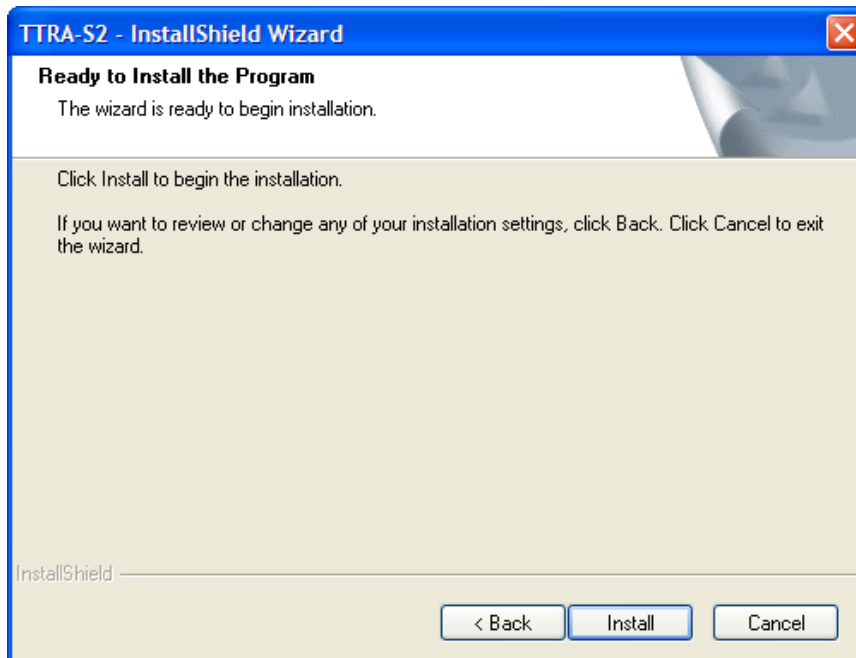 TTRA-S2 - InstallShield Wizard
Ready to Install the Program
The wizard is ready to begin installation.
Click Install to begin the installation.
If you want to review or change any of your installation settings, click Back. Click Cancel to exit
the wizard.
InstallShield
< Back Install Cancel